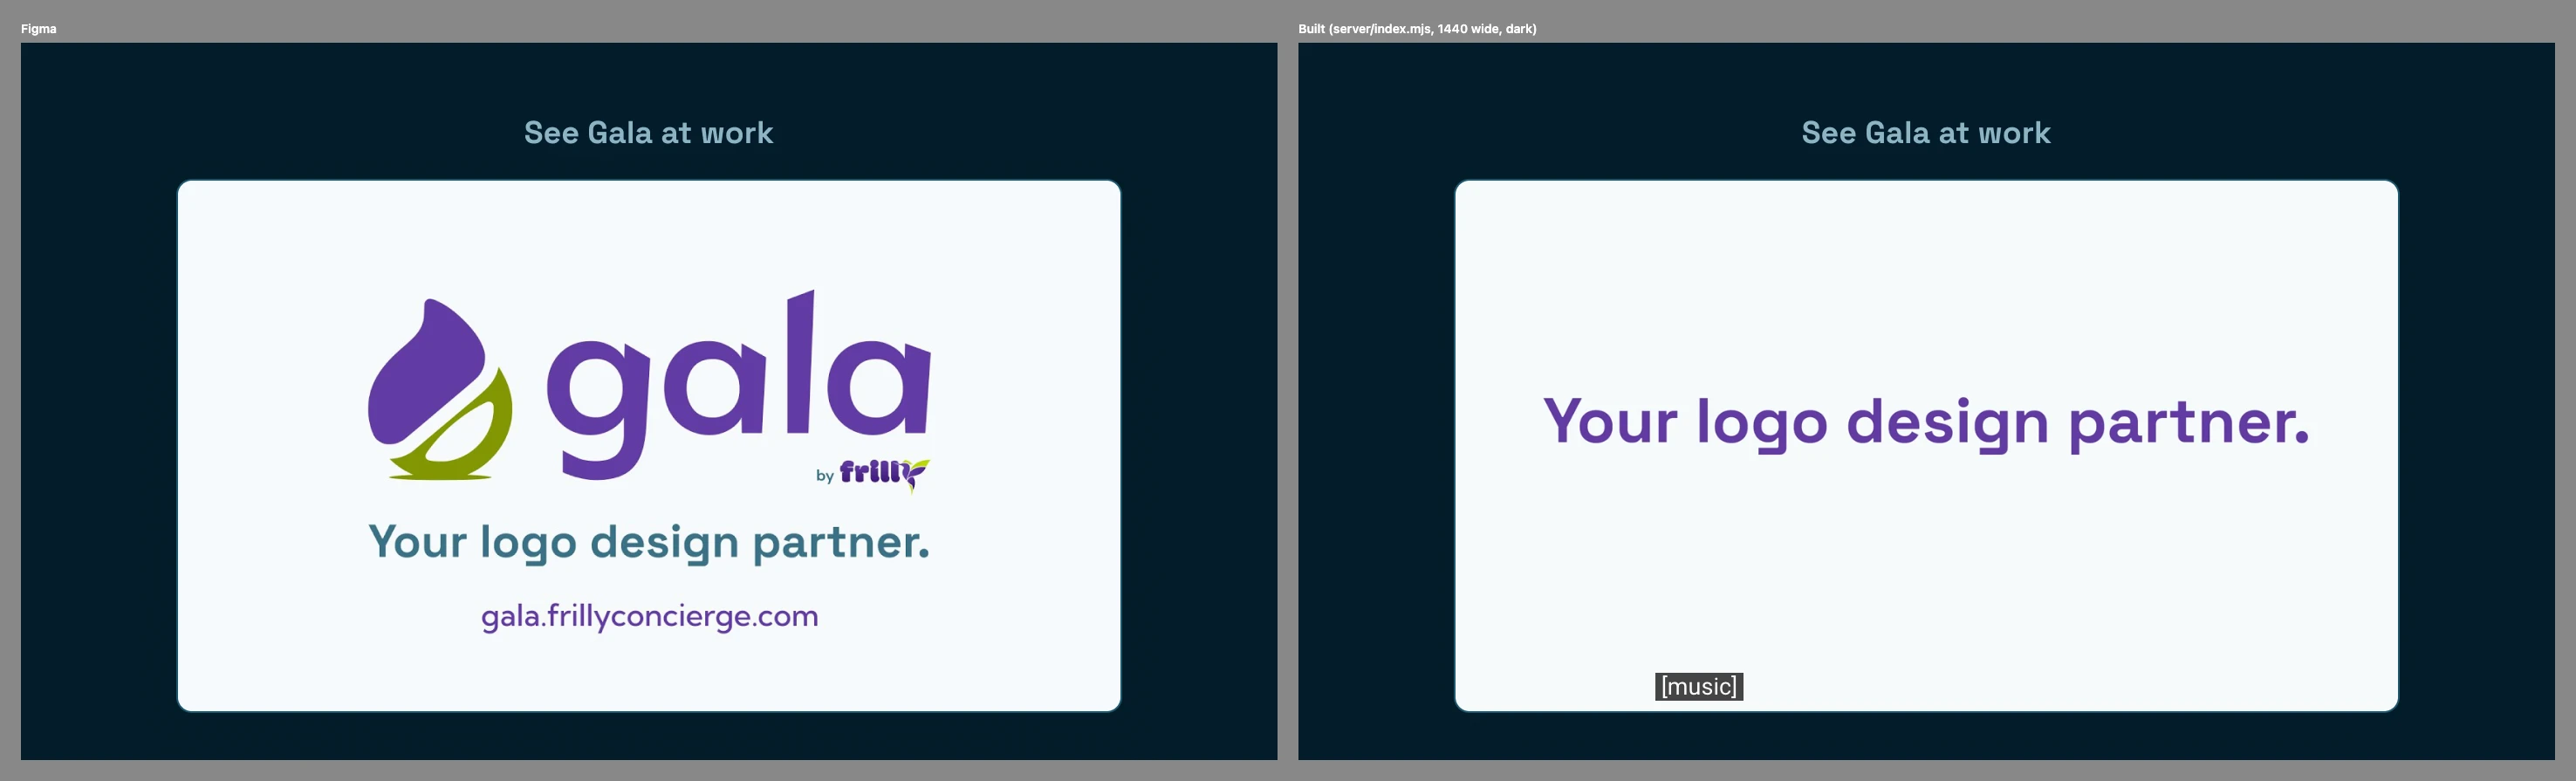 Figma
See Gala at work
gala
by frilly
Your logo design partner.
gala.frillyconcierge.com
Built (server/index.mjs, 1440 wide, dark)
See Gala at work
Your logo design partner.
[music]